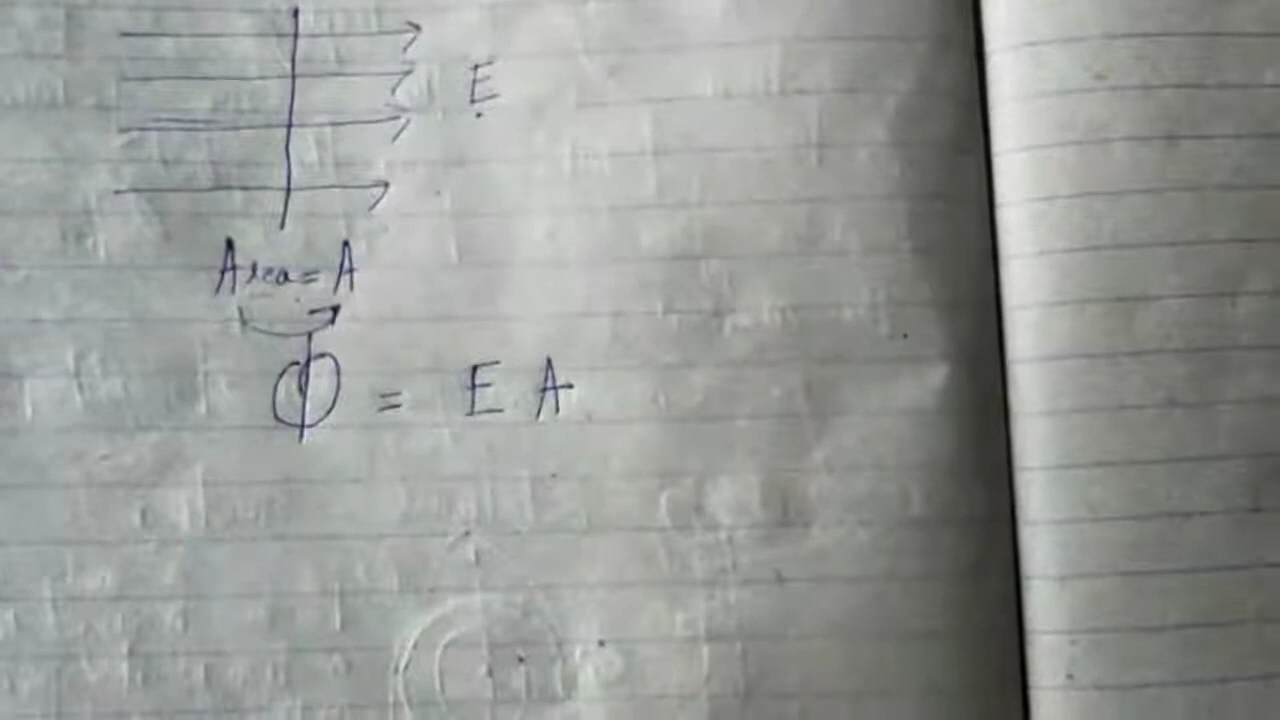 E
Area = A
ϕ = E A